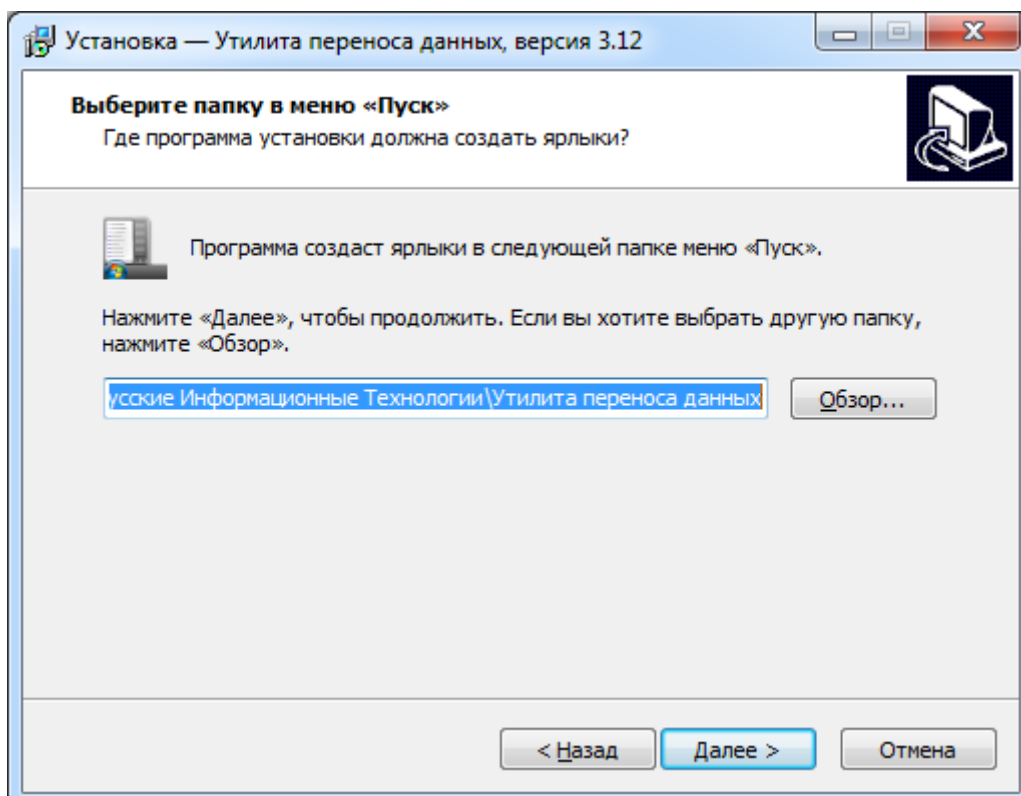 Установка — Утилита переноса данных, версия 3.12
Выберите папку в меню «Пуск»
Где программа установки должна создать ярлыки?
Программа создаст ярлыки в следующей папке меню «Пуск».
Нажмите «Далее», чтобы продолжить. Если вы хотите выбрать другую папку,
нажмите «Обзор».
усские Информационные Технологии\Утилита переноса данных
Обзор...
< Назад
Далее >
Отмена